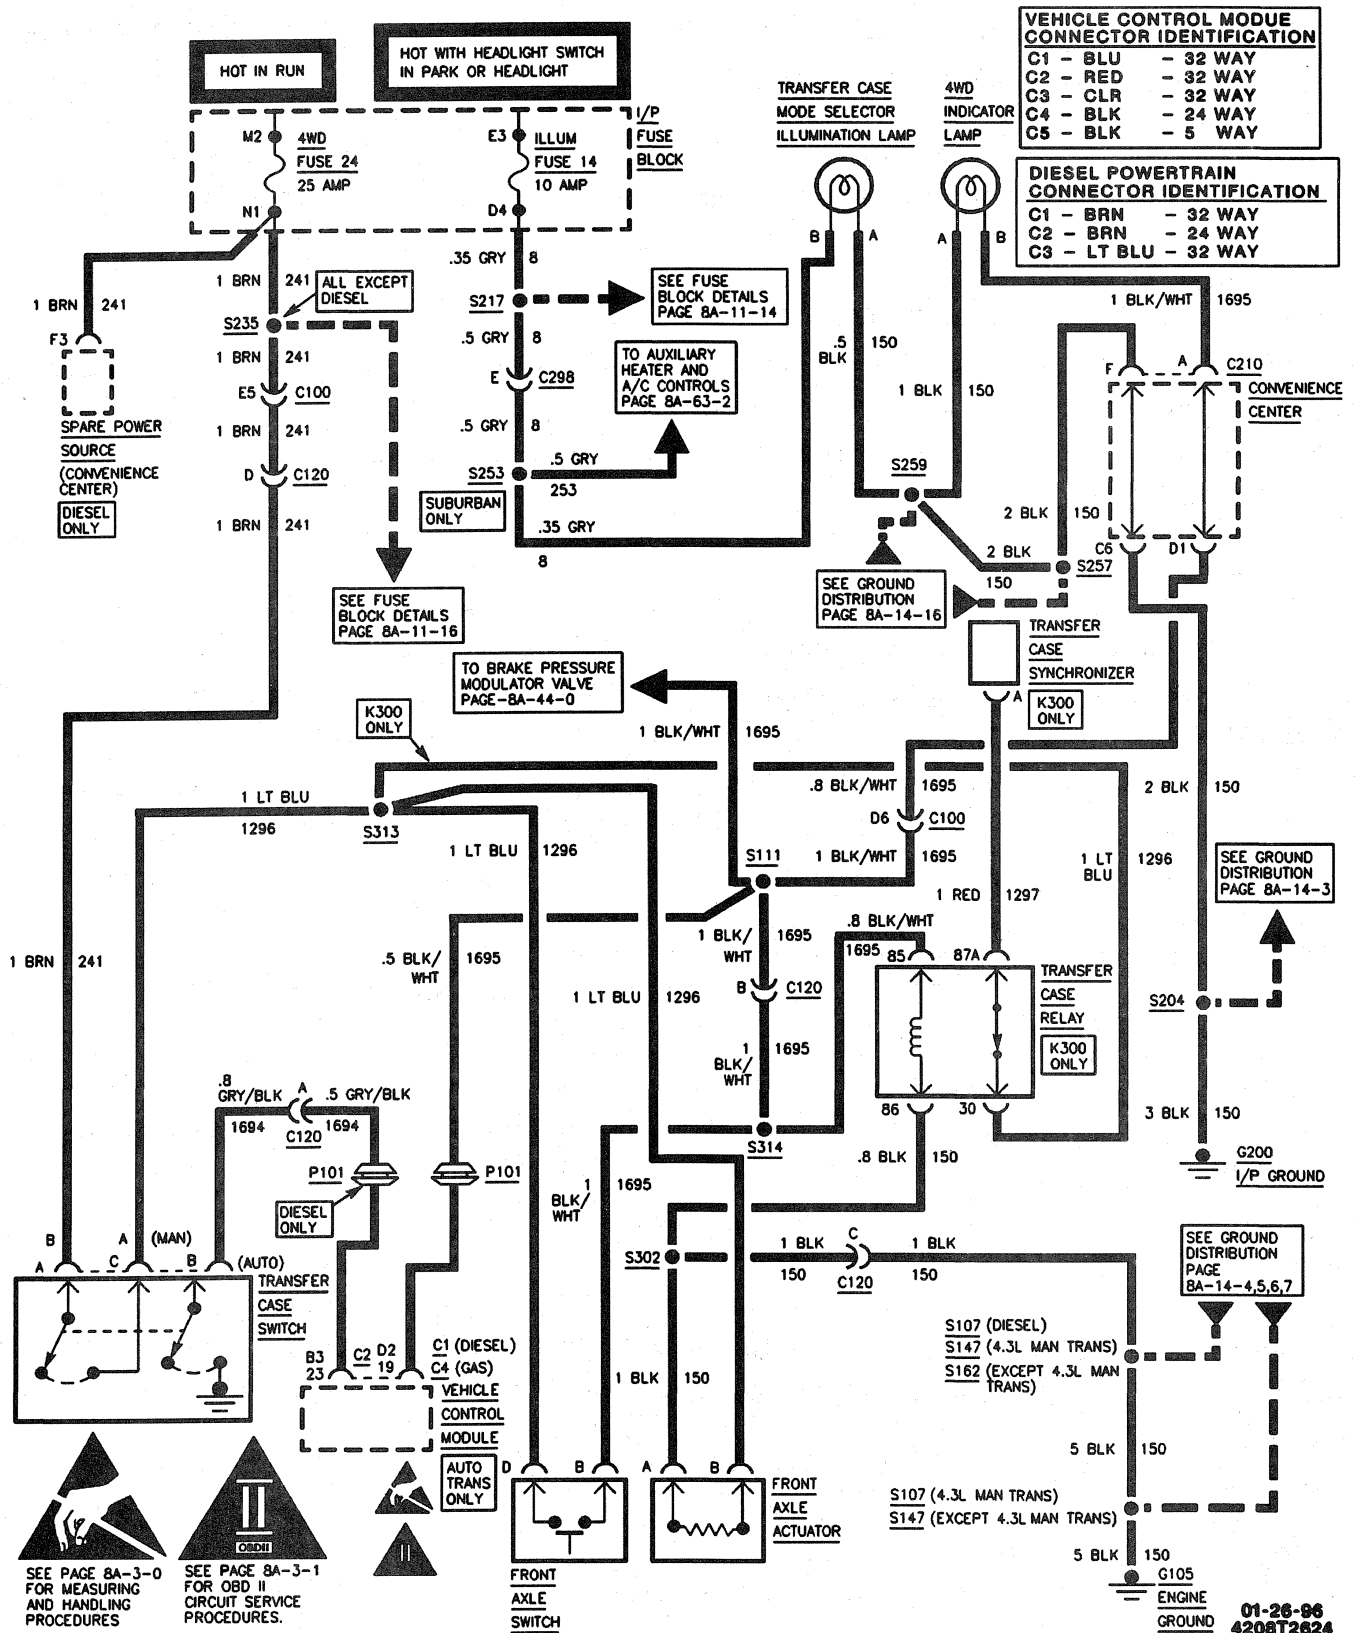 HOT IN RUN
HOT WITH HEADLIGHT SWITCH
IN PARK OR HEADLIGHT
VEHICLE CONTROL MODUE
CONNECTOR IDENTIFICATION
C1 - BLU - 32 WAY
C2 - RED - 32 WAY
C3 - CLR - 32 WAY
C4 - BLK - 24 WAY
C5 - BLK - 5 WAY
DIESEL POWERTRAIN
CONNECTOR IDENTIFICATION
C1 - BRN - 32 WAY
C2 - BRN - 24 WAY
C3 - LT BLU - 32 WAY
TRANSFER CASE
MODE SELECTOR
ILLUMINATION LAMP
4WD
INDICATOR
LAMP
I/P
FUSE
BLOCK
M2
4WD
FUSE 24
25 AMP
N1
E3
ILLUM
FUSE 14
10 AMP
D4
B
A
A
B
.35 GRY
8
1 BRN
241
ALL EXCEPT
DIESEL
1 BRN
241
F3
S235
1 BRN
241
E5
C100
1 BRN
241
D
C120
1 BRN
241
SPARE POWER
SOURCE
(CONVENIENCE
CENTER)
DIESEL
ONLY
S217
SEE FUSE
BLOCK DETAILS
PAGE 8A-11-14
.5 GRY
8
E
C298
TO AUXILIARY
HEATER AND
A/C CONTROLS
PAGE 8A-63-2
.5 GRY
8
S253
.5 GRY
253
SUBURBAN
ONLY
.35 GRY
8
.5
BLK
150
1 BLK
150
S259
1 BLK/WHT
1695
F
A
C210
CONVENIENCE
CENTER
2 BLK
150
2 BLK
150
S257
C6
D1
SEE GROUND
DISTRIBUTION
PAGE 8A-14-16
SEE FUSE
BLOCK DETAILS
PAGE 8A-11-16
TRANSFER
CASE
SYNCHRONIZER
A
K300
ONLY
TO BRAKE PRESSURE
MODULATOR VALVE
PAGE-8A-44-0
K300
ONLY
1 BLK/WHT
1695
.8 BLK/WHT
1695
2 BLK
150
1 LT BLU
1296
S313
D6
C100
1 LT BLU
1296
S111
1 BLK/WHT
1695
1 LT
BLU
1296
SEE GROUND
DISTRIBUTION
PAGE 8A-14-3
1 RED
1297
.8 BLK/WHT
1695
1 BLK/
WHT
1695
1 BRN
241
.5 BLK/
WHT
1695
85
87A
TRANSFER
CASE
RELAY
K300
ONLY
1 LT BLU
1296
B
C120
S204
1
BLK/
WHT
1695
.8
GRY/BLK
A
.5 GRY/BLK
1694
C120
1694
86
30
3 BLK
150
S314
.8 BLK
150
G200
I/P GROUND
P101
P101
DIESEL
ONLY
1
BLK/
WHT
1695
B
A
A
(MAN)
C
B
(AUTO)
TRANSFER
CASE
SWITCH
S302
1 BLK
150
C
C120
1 BLK
150
SEE GROUND
DISTRIBUTION
PAGE
8A-14-4,5,6,7
S107 (DIESEL)
S147 (4.3L MAN TRANS)
S162 (EXCEPT 4.3L MAN
TRANS)
B3
23
C2
D2
19
C1 (DIESEL)
C4 (GAS)
VEHICLE
CONTROL
MODULE
AUTO
TRANS
ONLY
1 BLK
150
5 BLK
150
D
B
A
B
FRONT
AXLE
ACTUATOR
S107 (4.3L MAN TRANS)
S147 (EXCEPT 4.3L MAN TRANS)
OBDII
II
SEE PAGE 8A-3-0
FOR MEASURING
AND HANDLING
PROCEDURES
SEE PAGE 8A-3-1
FOR OBD II
CIRCUIT SERVICE
PROCEDURES.
FRONT
AXLE
SWITCH
5 BLK
150
G105
ENGINE
GROUND
01-26-96
4208T2624